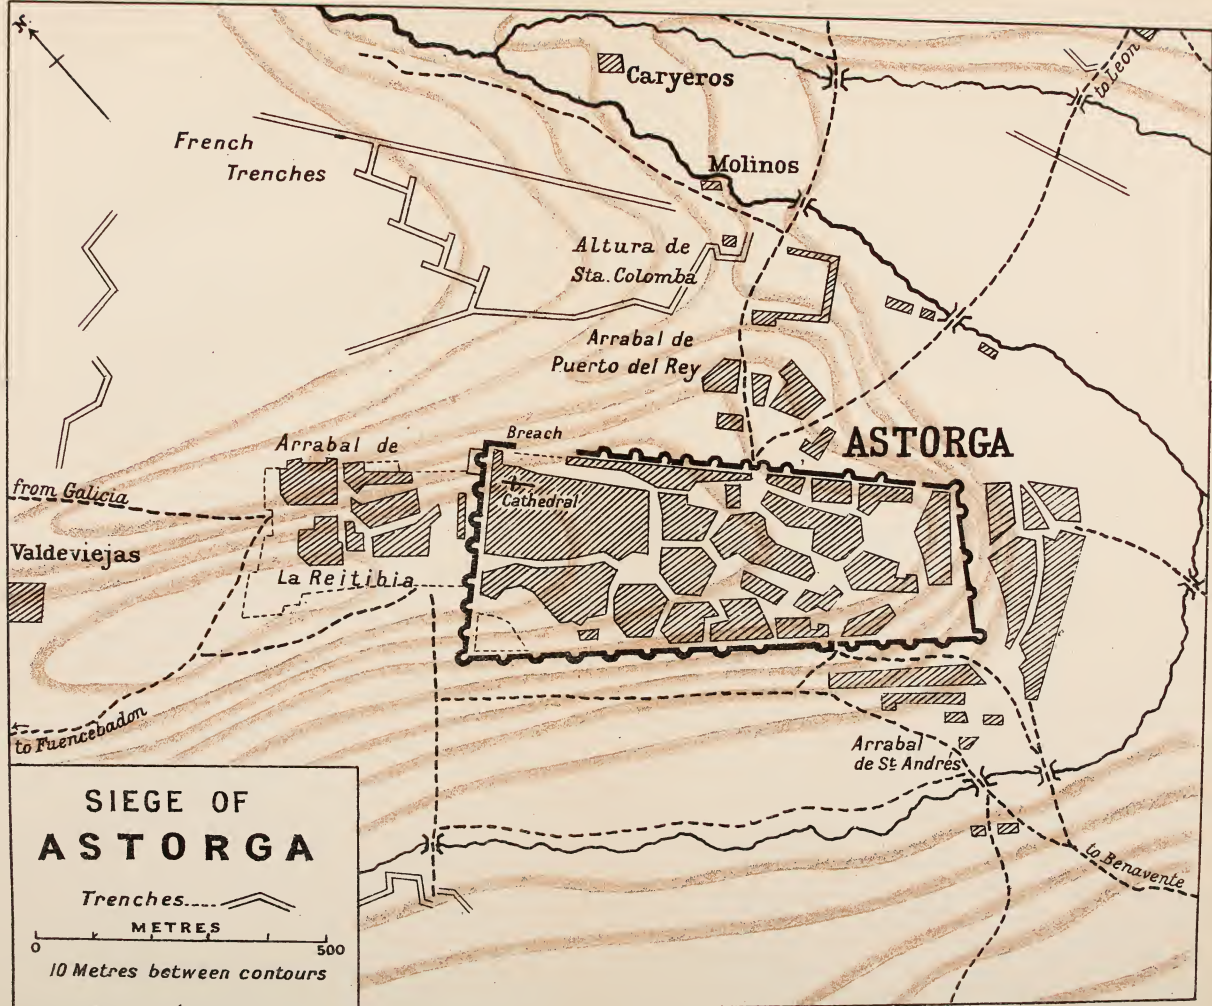 N
Caryeros
to Leon
French
Trenches
Molinos
Altura de
Sta. Colomba
Arrabal de
Puerto del Rey
Breach
ASTORGA
Arrabal de
from Galicia
Cathedral
Valdeviejas
La Reitibia
to Fuencebadon
Arrabal
de St Andrés
to Benavente
SIEGE OF
ASTORGA
Trenches
METRES
0 500
10 Metres between contours